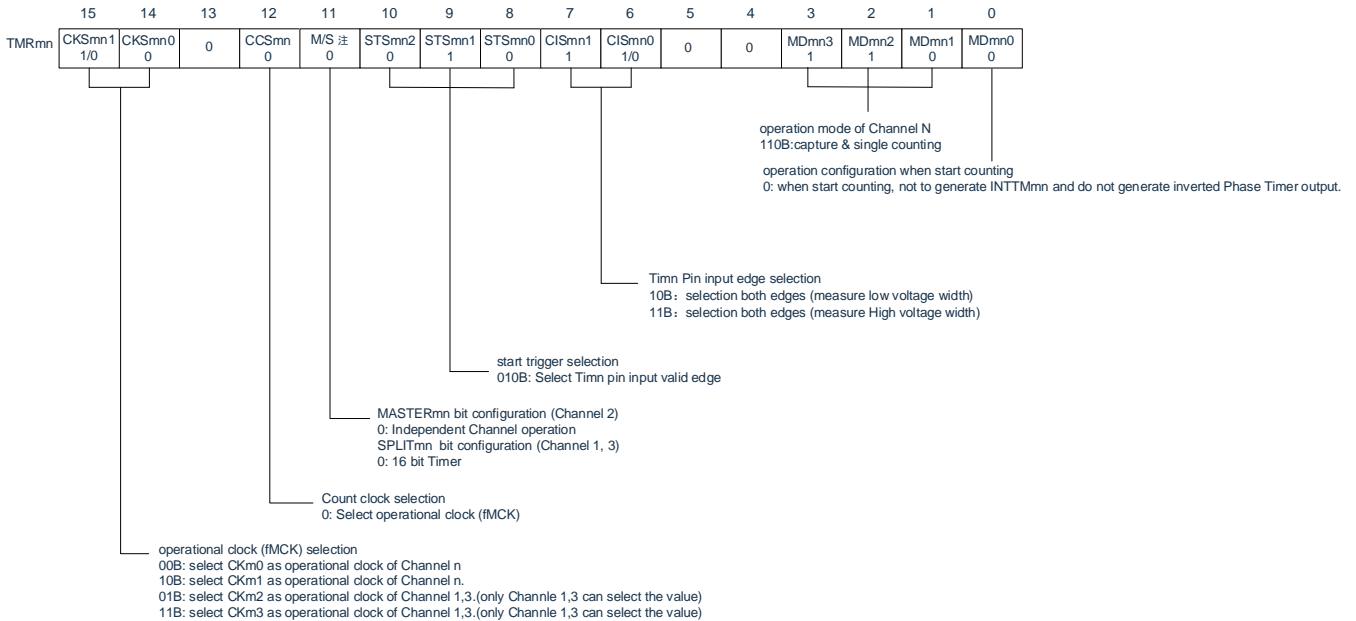 15 14 13 12 11 10 9 8 7 6 5 4 3 2 1 0
TMRmn CKSmn1 CKSmn0 0 CCSmn M/S 注 STSmn2 STSmn1 STSmn0 CISmn1 CISmn0 0 0 MDmn3 MDmn2 MDmn1 MDmn0
1/0 0 0 0 0 1 0 1 1/0 1 1 0 0
operation mode of Channel N
110B:capture & single counting
operation configuration when start counting
0: when start counting, not to generate INTTMmn and do not generate inverted Phase Timer output.
Timn Pin input edge selection
10B：selection both edges (measure low voltage width)
11B：selection both edges (measure High voltage width)
start trigger selection
010B: Select Timn pin input valid edge
MASTERmn bit configuration (Channel 2)
0: Independent Channel operation
SPLITmn bit configuration (Channel 1, 3)
0: 16 bit Timer
Count clock selection
0: Select operational clock (fMCK)
operational clock (fMCK) selection
00B: select CKm0 as operational clock of Channel n
10B: select CKm1 as operational clock of Channel n.
01B: select CKm2 as operational clock of Channel 1,3.(only Channle 1,3 can select the value)
11B: select CKm3 as operational clock of Channel 1,3.(only Channle 1,3 can select the value)